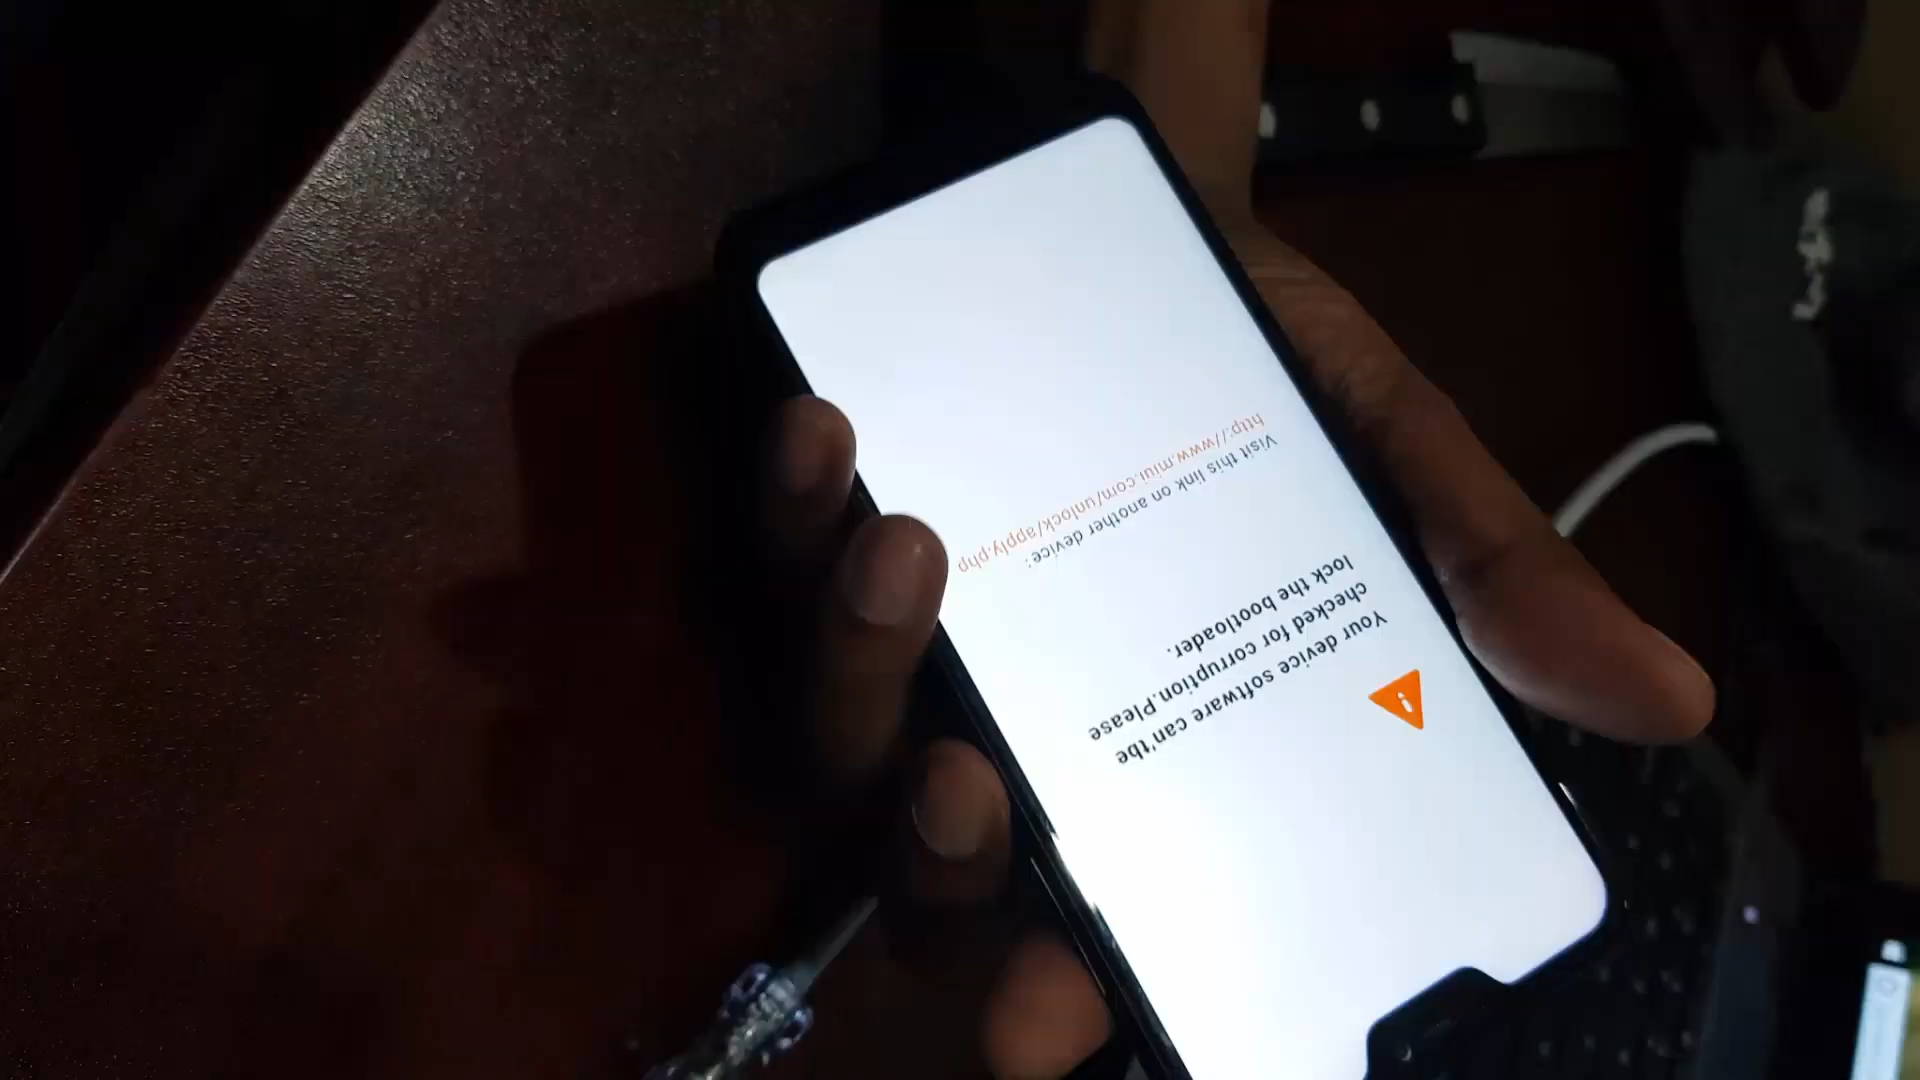 Your device software can'tbe
checked for corruption.Please
lock the bootloader.
Visit this link on another device:
http://www.miui.com/unlock/apply.php